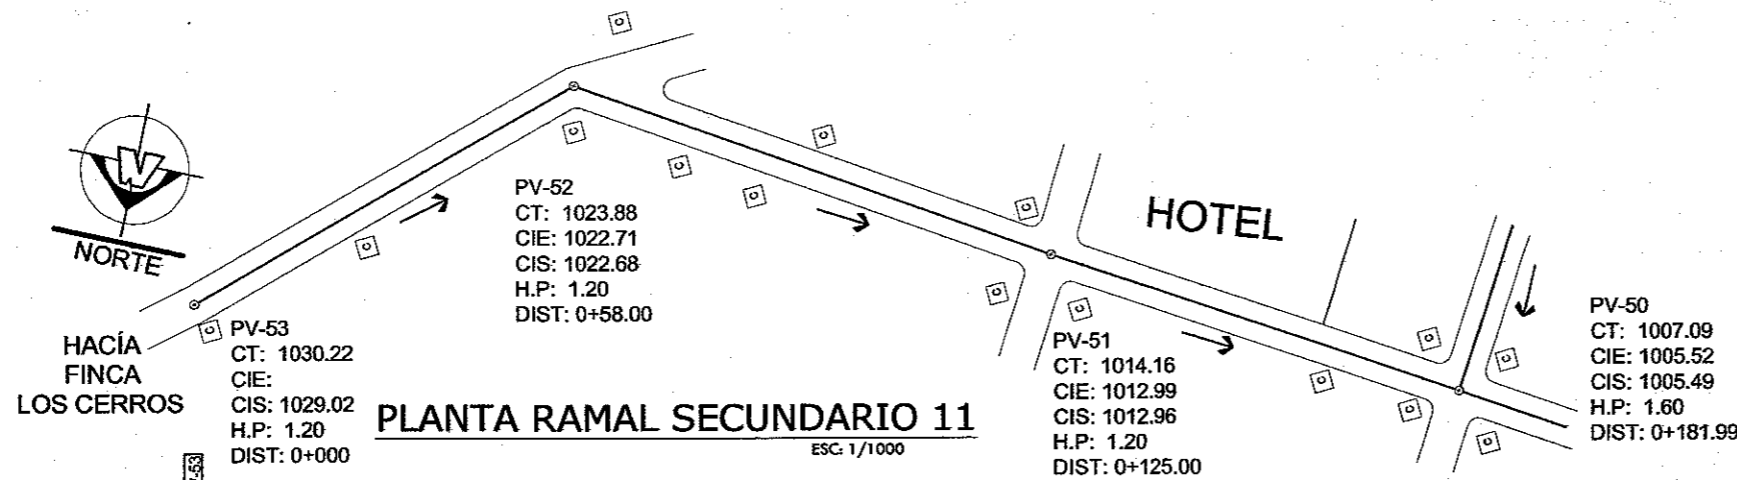 NORTE
HACÍA
FINCA
LOS CERROS
PV-53
CT: 1030.22
CIE:
CIS: 1029.02
H.P: 1.20
DIST: 0+000
PV-52
CT: 1023.88
CIE: 1022.71
CIS: 1022.68
H.P: 1.20
DIST: 0+58.00
HOTEL
PV-51
CT: 1014.16
CIE: 1012.99
CIS: 1012.96
H.P: 1.20
DIST: 0+125.00
PV-50
CT: 1007.09
CIE: 1005.52
CIS: 1005.49
H.P: 1.60
DIST: 0+181.99
PLANTA RAMAL SECUNDARIO 11
ESC: 1/1000